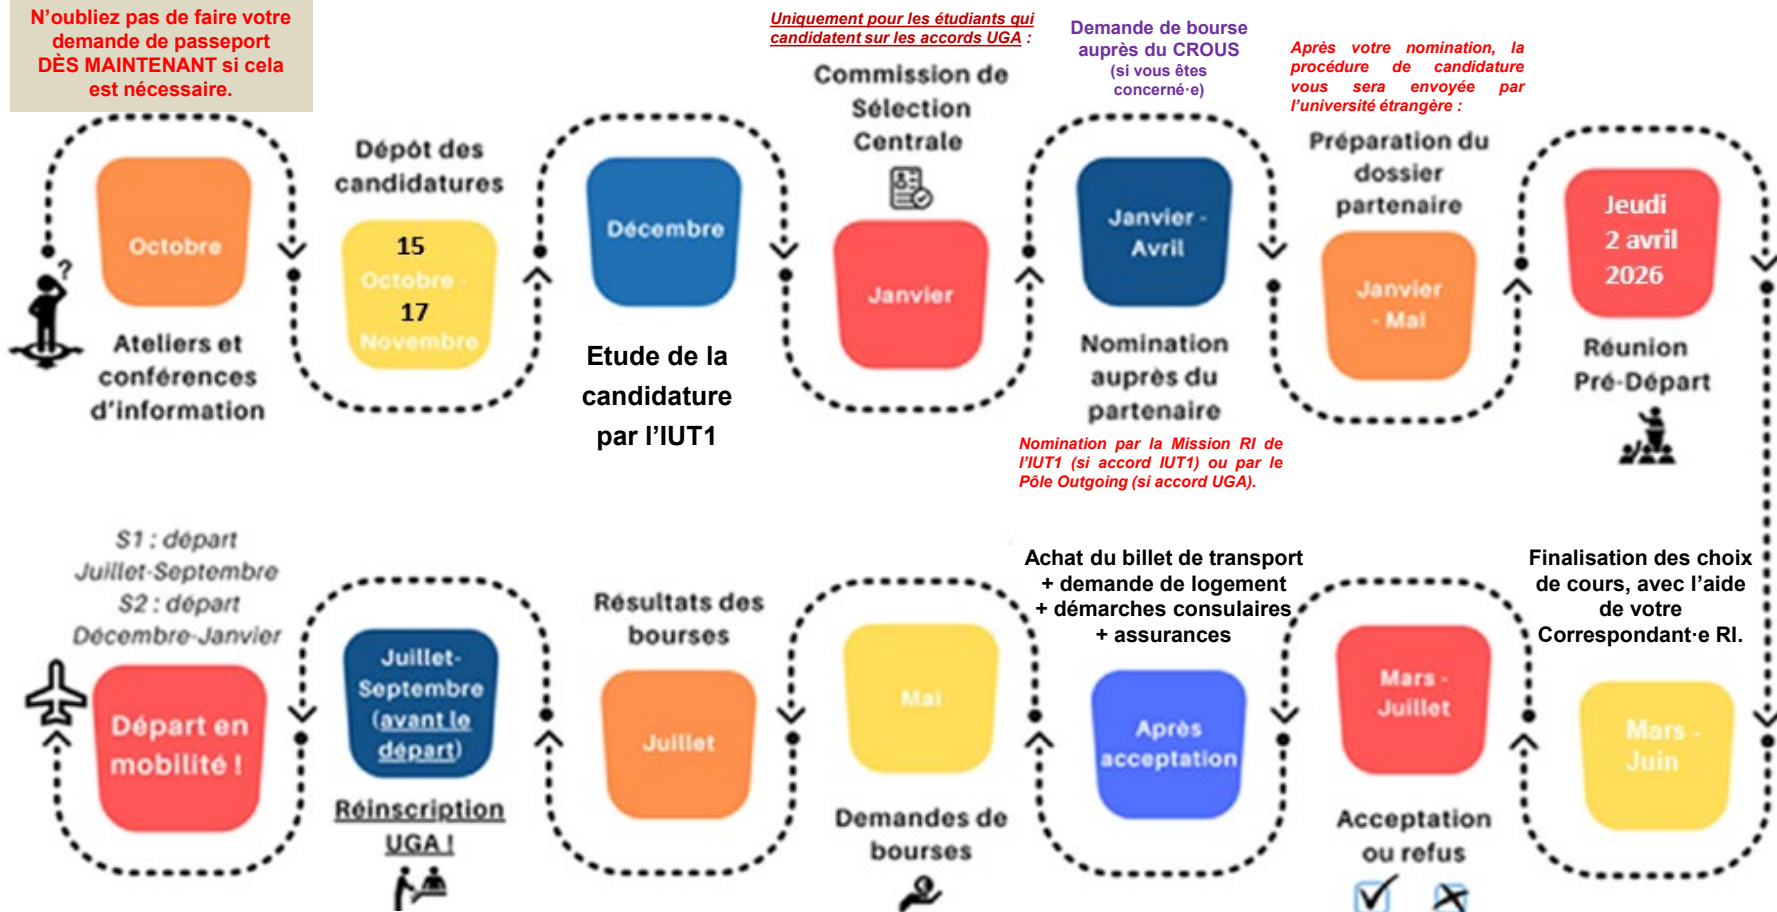 N'oubliez pas de faire votre
demande de passeport
DÈS MAINTENANT si cela
est nécessaire.
Octobre
Ateliers et
conférences
d'information
?
Dépôt des
candidatures
15
Octobre -
17
Novembre
Décembre
Etude de la
candidature
par l'IUT1
Uniquement pour les étudiants qui
candidatent sur les accords UGA :
Commission de
Sélection
Centrale
Janvier
Demande de bourse
auprès du CROUS
(si vous êtes
concerné·e)
Janvier -
Avril
Nomination
auprès du
partenaire
Nomination par la Mission RI de
l'IUT1 (si accord IUT1) ou par le
Pôle Outgoing (si accord UGA).
Après votre nomination, la
procédure de candidature
vous sera envoyée par
l'université étrangère :
Préparation du
dossier
partenaire
Janvier
- Mai
Jeudi
2 avril
2026
Réunion
Pré-Départ
Finalisation des choix
de cours, avec l'aide
de votre
Correspondant·e RI.
Mars -
Juin
Mars -
Juillet
Acceptation
ou refus
Achat du billet de transport
+ demande de logement
+ démarches consulaires
+ assurances
Après
acceptation
Mai
Demandes de
bourses
Résultats des
bourses
Juillet
Juillet-
Septembre
(avant le
départ)
Réinscription
UGA !
S1 : départ
Juillet-Septembre
S2 : départ
Décembre-Janvier
Départ en
mobilité !